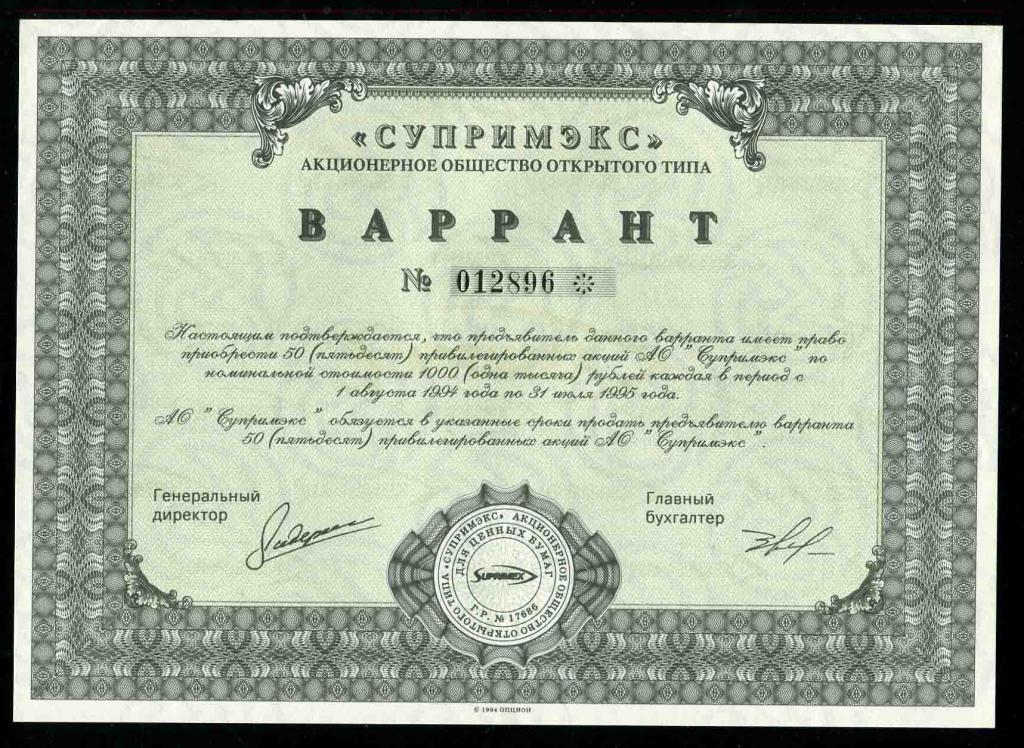 «СУПРИМЭКС»
АКЦИОНЕРНОЕ ОБЩЕСТВО ОТКРЫТОГО ТИПА
ВАРРАНТ
№ 012896
Настоящим подтверждается, что предъявитель данного варранта имеет право
приобрести 50 (пятьдесят) привилегированных акций АО "Супримэкс" по
номинальной стоимости 1000 (одна тысяча) рублей каждая в период с
1 августа 1994 года по 31 июля 1995 года.
АО "Супримэкс" обязуется в указанные сроки продать предъявителю варранта
50 (пятьдесят) привилегированных акций АО "Супримэкс".
Генеральный
директор
Главный
бухгалтер
«СУПРИМЭКС» АКЦИОНЕРНОЕ ОБЩЕСТВО ОТКРЫТОГО ТИПА
ДЛЯ ЦЕННЫХ БУМАГ
SUPRIMEX
Г.Р. № 17686
© 1994 ОПЦИОН